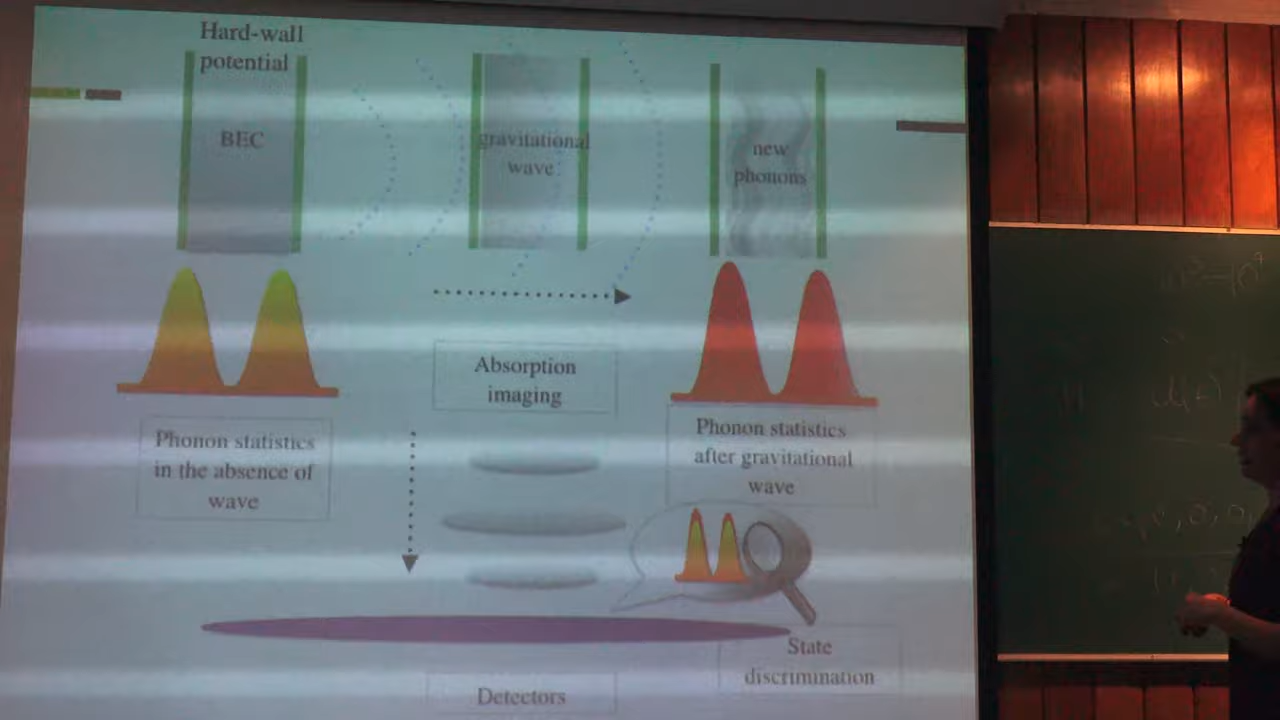 Hard-wall
potential
BEC
gravitational
wave
new
phonons
Absorption
imaging
Phonon statistics
in the absence of
wave
Phonon statistics
after gravitational
wave
State
discrimination
Detectors